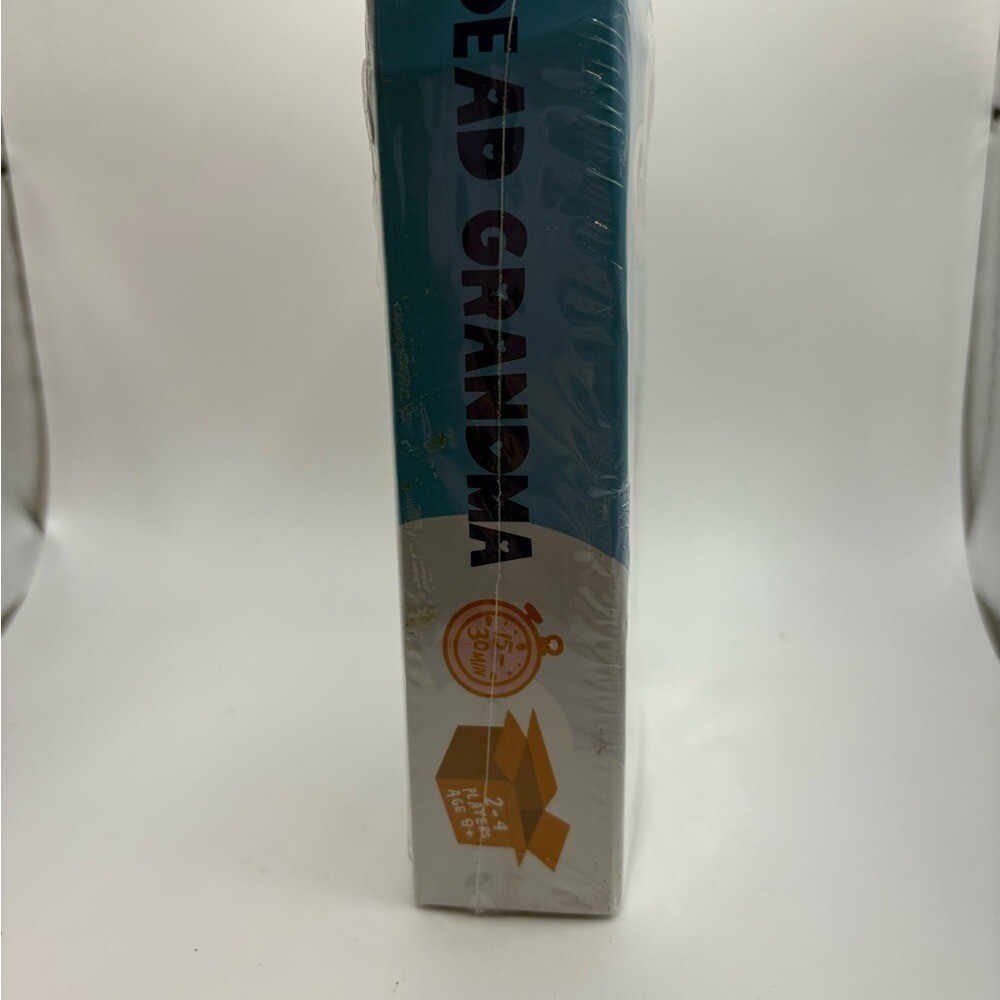 DEAD GRANDMA
15-
30 MIN
2-4
PLAYERS
AGE 8+